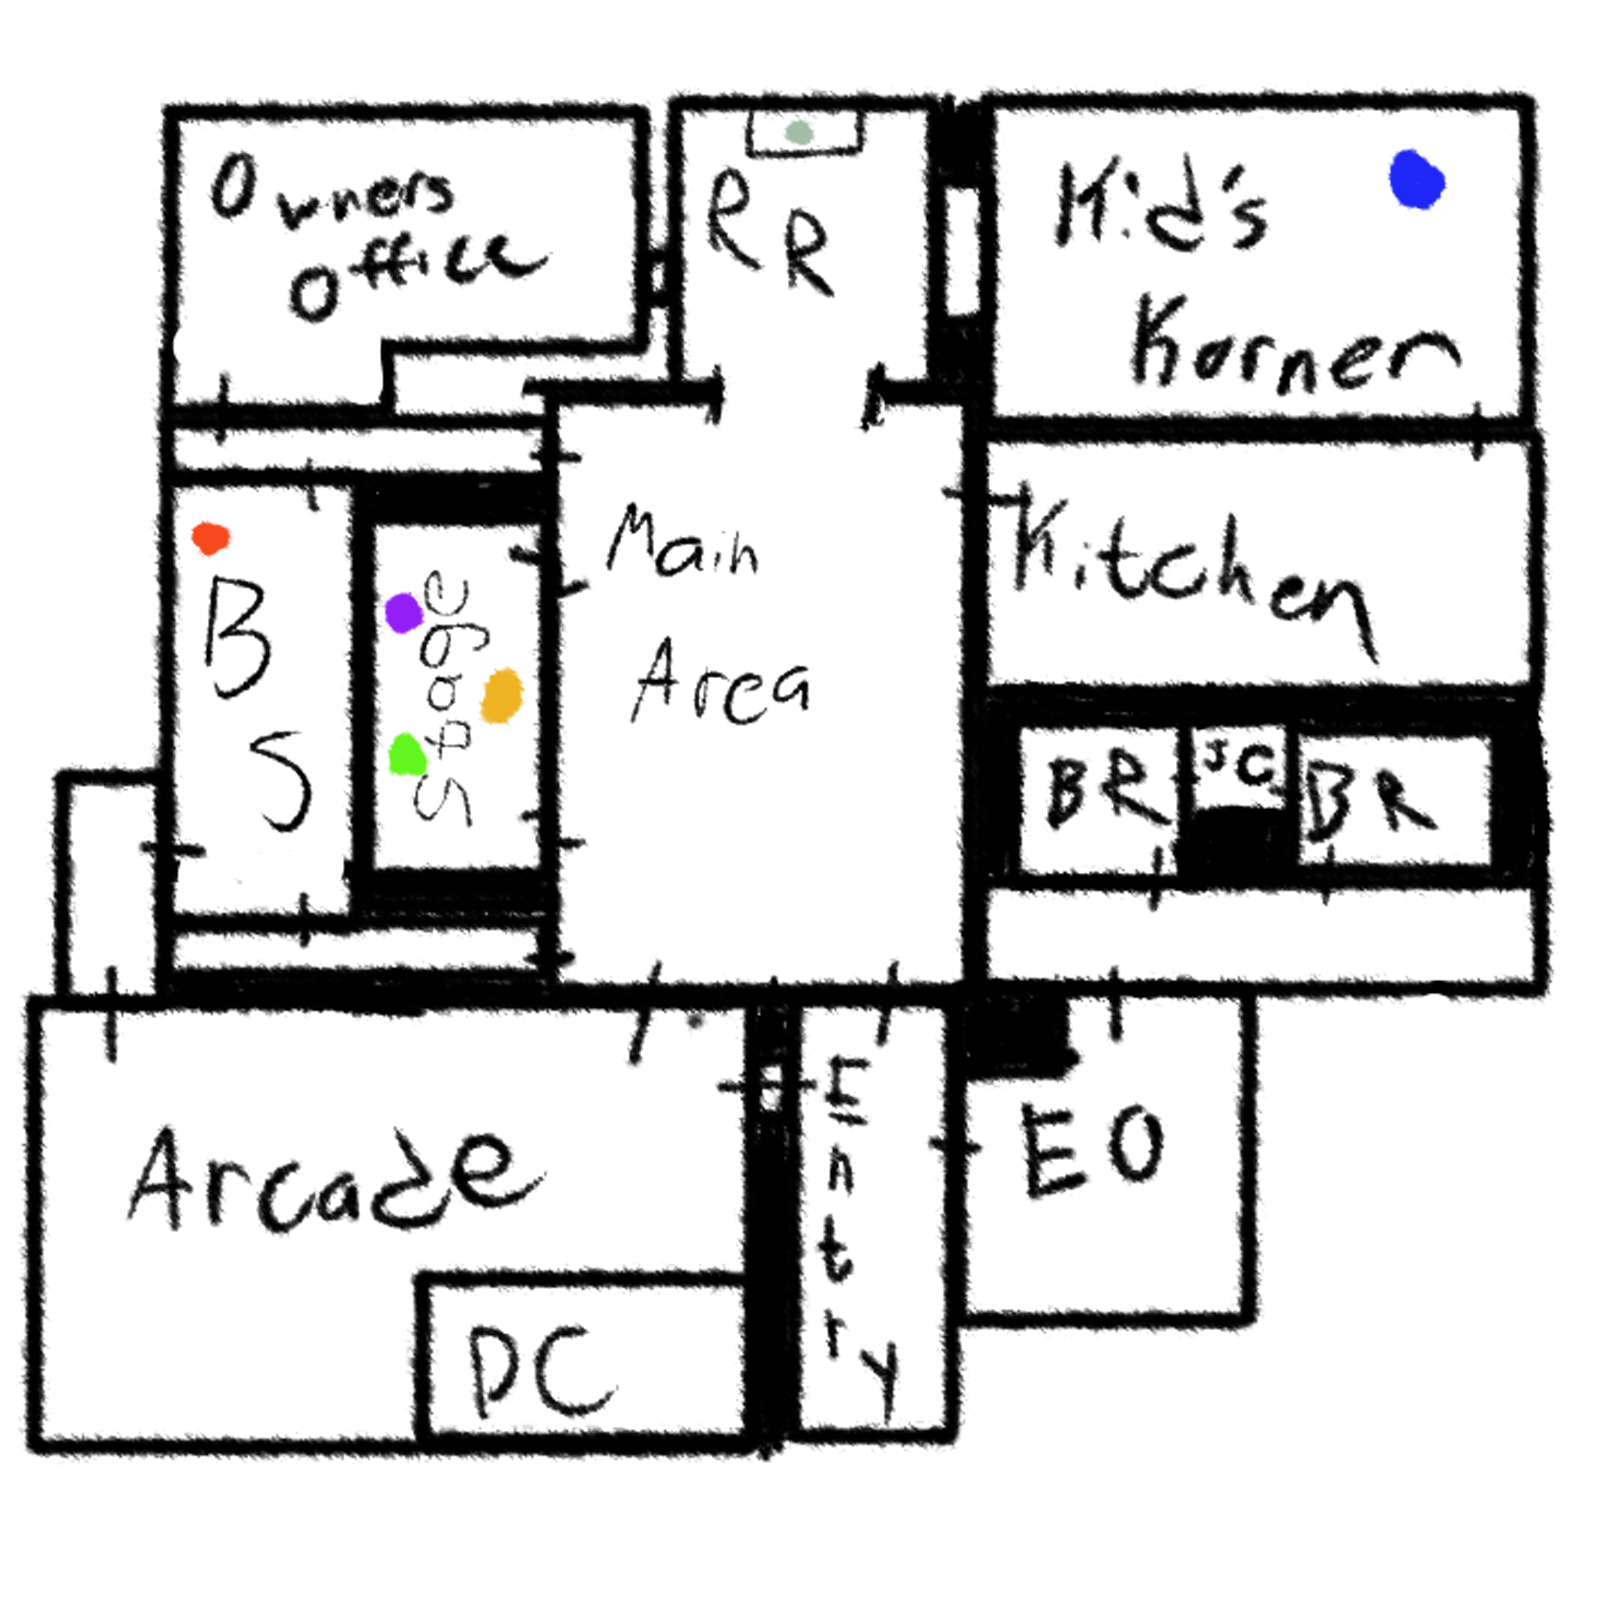 Owners
Office
RR
Kid's
Korner
Main
Area
Kitchen
BS
Stage
BR
JC
BR
Arcade
PC
Entry
EO